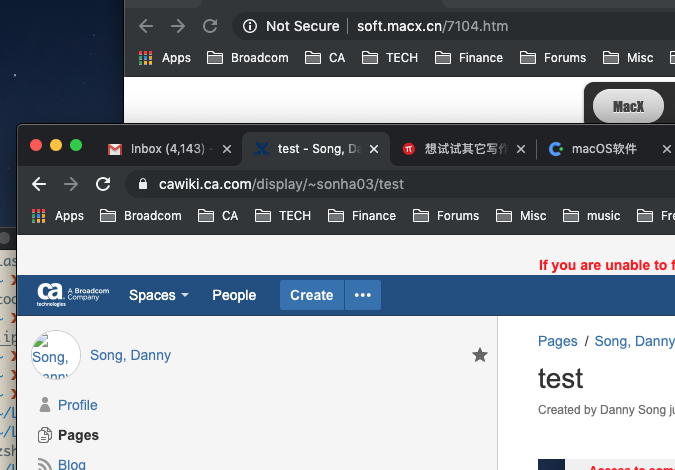 Not Secure | soft.macx.cn/7104.htm
Apps Broadcom CA TECH Finance Forums Misc
MacX
Inbox (4,143) - test - Song, Da 想试试其它写作 macOS软件
cawiki.ca.com/display/~sonha03/test
Apps Broadcom CA TECH Finance Forums Misc music Fre
If you are unable to f
ca technologies A Broadcom Company Spaces People Create
Song, Danny
Profile
Pages
Blog
Pages / Song, Danny
test
Created by Danny Song ju